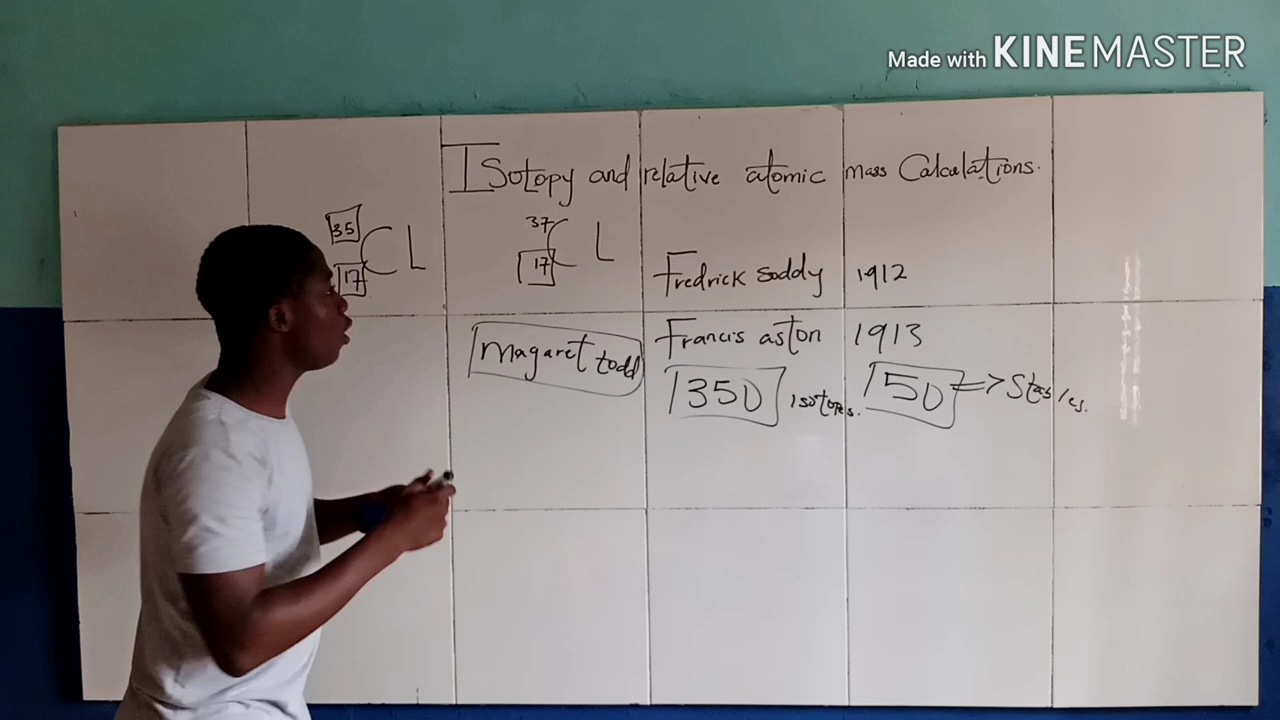 Made with KINEMASTER
Isotopy and relative atomic mass Calculations.
35
17
CL
37
17
CL
Fredrick soddy 1912
Magaret todd
Francis aston 1913
350 isotopes.
50 =>